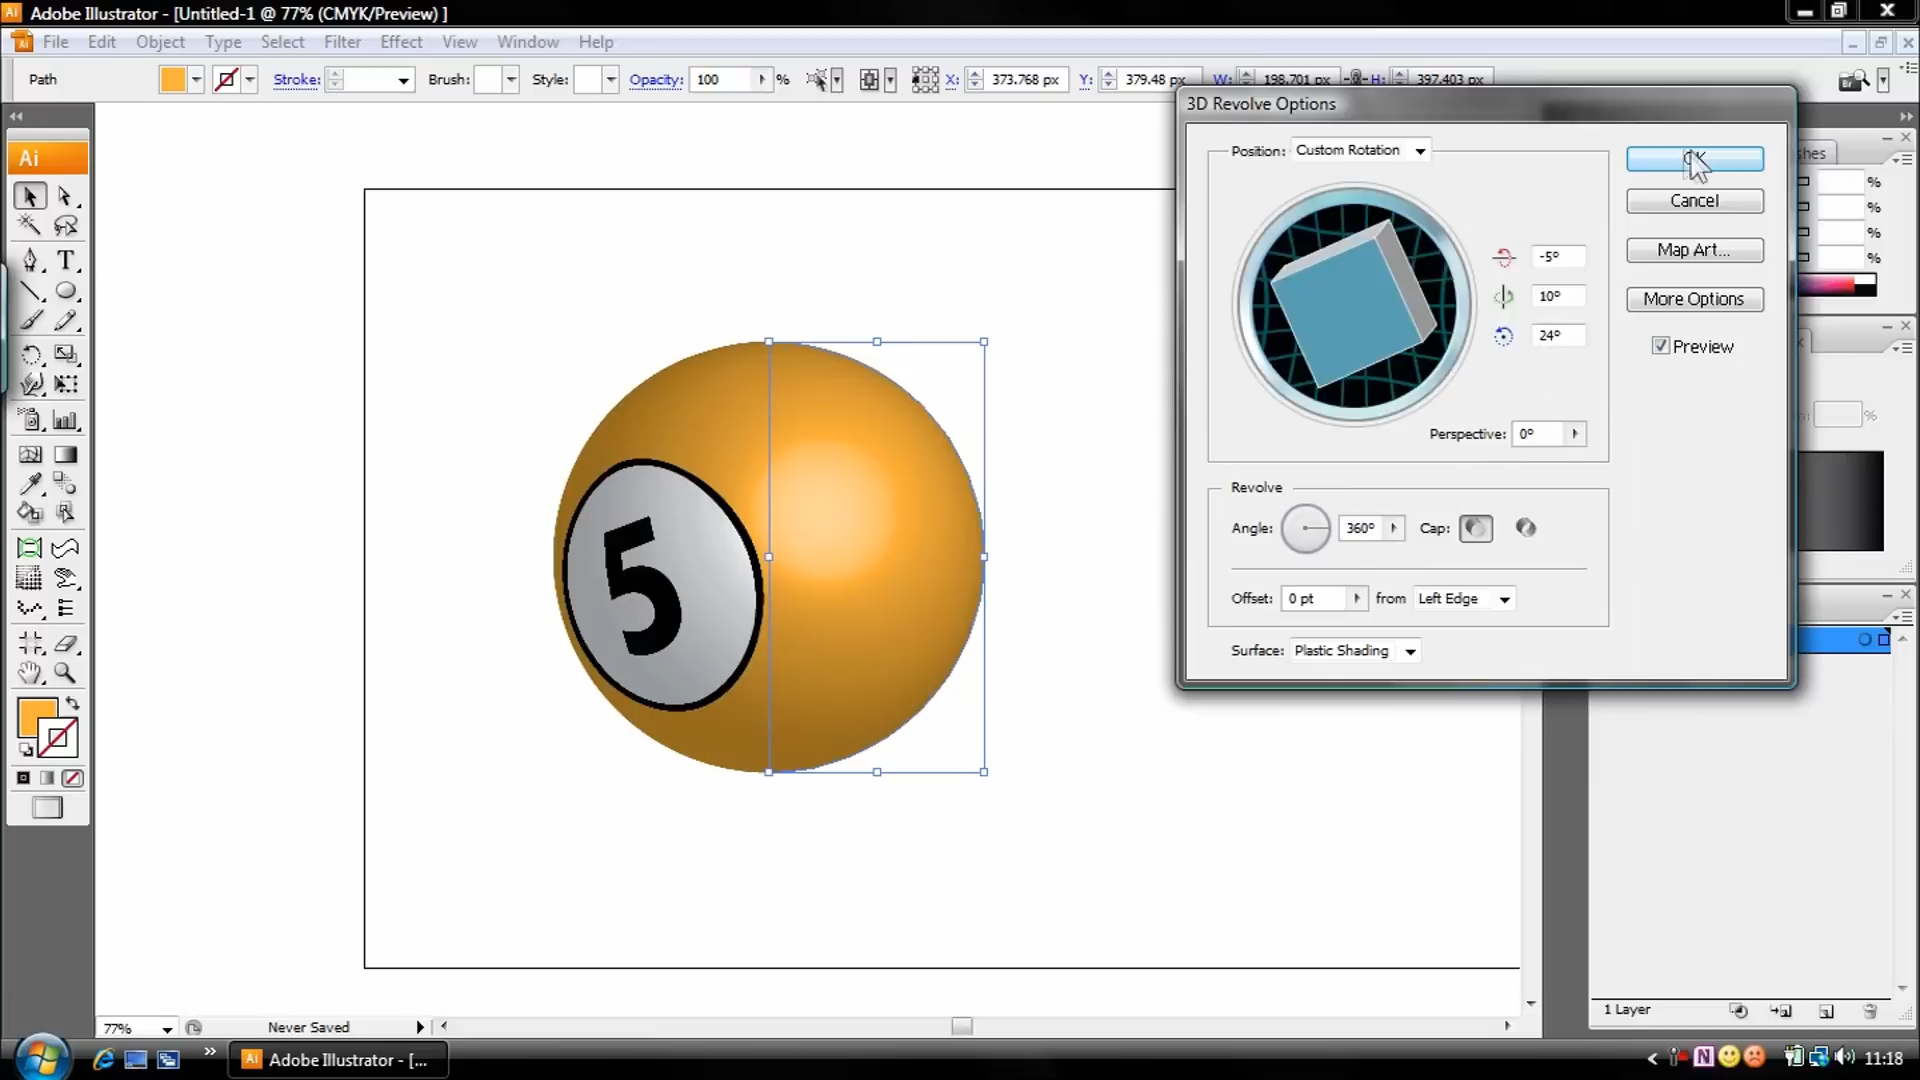 Adobe Illustrator - [Untitled-1 @ 77% (CMYK/Preview) ]
File Edit Object Type Select Filter Effect View Window Help
Path Stroke: Brush: Style: Opacity: 100 % X: 373.768 px Y: 379.48 px W: 198.701 px H: 397.403 px
3D Revolve Options
Position: Custom Rotation
OK
Cancel
Map Art...
More Options
Preview
-5°
10°
24°
Perspective: 0°
Revolve
Angle: 360° Cap:
Offset: 0 pt from Left Edge
Surface: Plastic Shading
Ai
T
5
%
%
%
%
%
1 Layer
77% Never Saved
Adobe Illustrator - [...
11:18